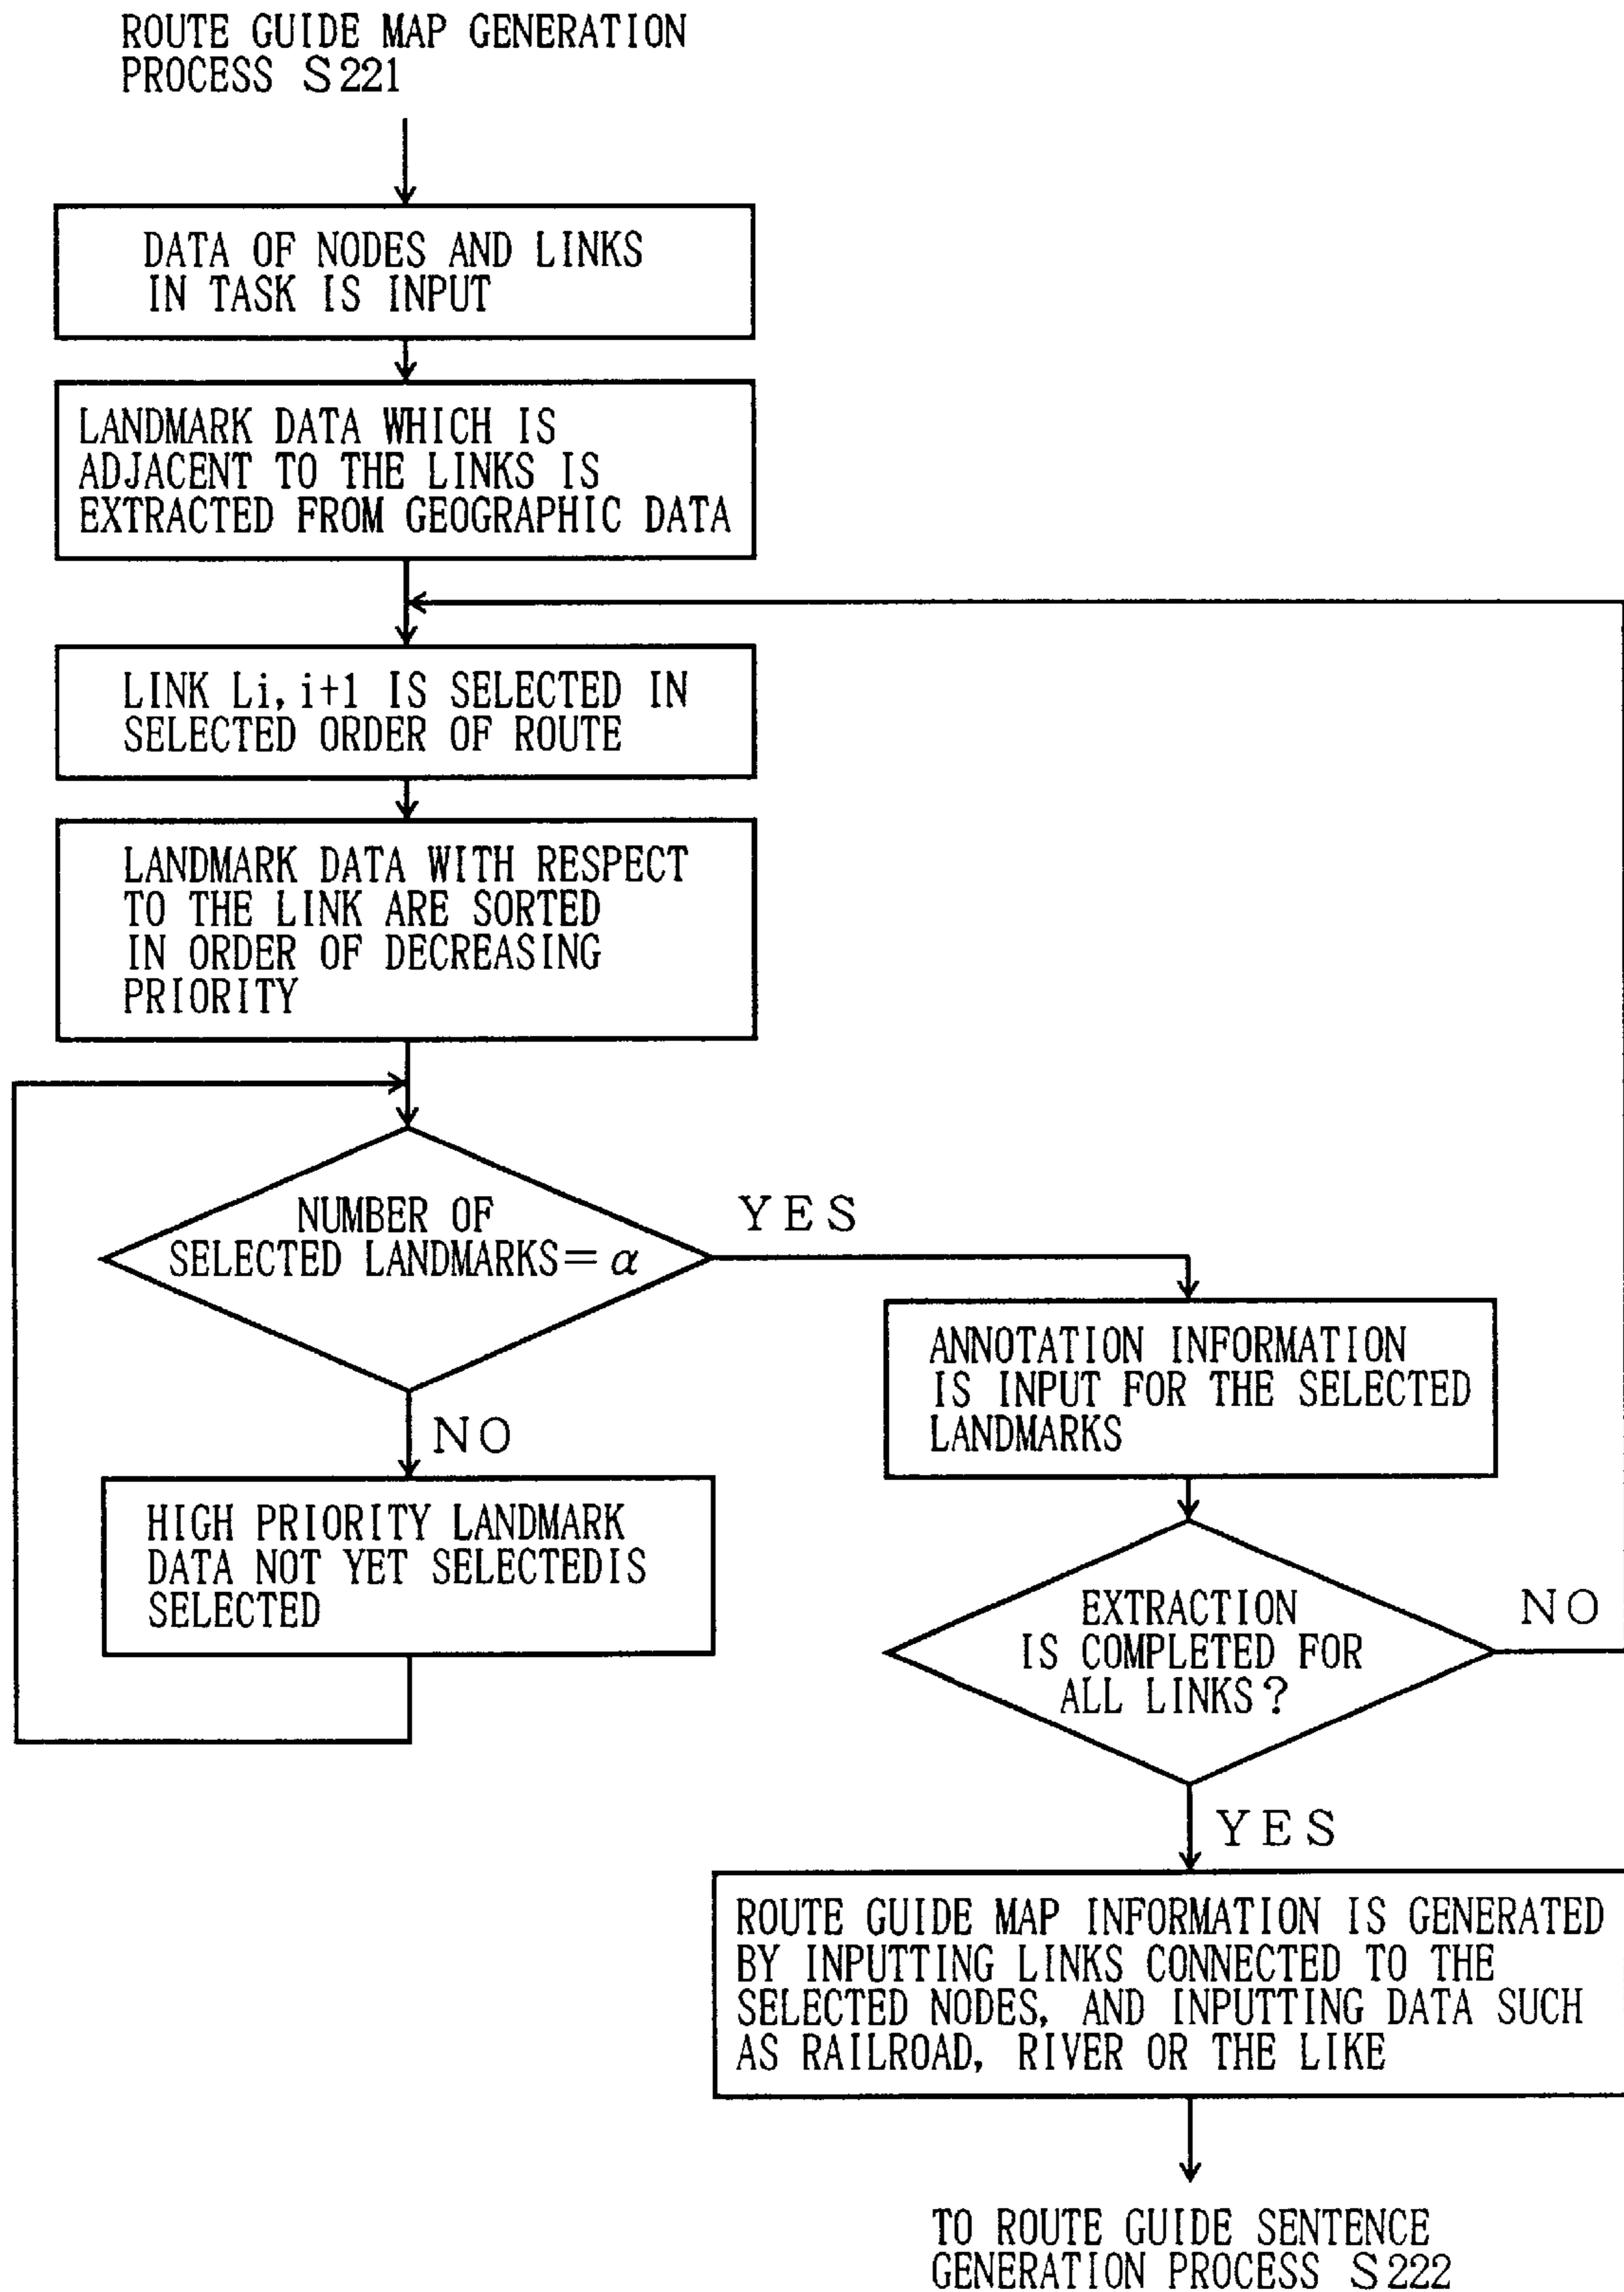 ROUTE GUIDE MAP GENERATION
PROCESS S221
DATA OF NODES AND LINKS
IN TASK IS INPUT
LANDMARK DATA WHICH IS
ADJACENT TO THE LINKS IS
EXTRACTED FROM GEOGRAPHIC DATA
LINK Li,i+1 IS SELECTED IN
SELECTED ORDER OF ROUTE
LANDMARK DATA WITH RESPECT
TO THE LINK ARE SORTED
IN ORDER OF DECREASING
PRIORITY
NUMBER OF
SELECTED LANDMARKS=α
YES
NO
HIGH PRIORITY LANDMARK
DATA NOT YET SELECTEDIS
SELECTED
ANNOTATION INFORMATION
IS INPUT FOR THE SELECTED
LANDMARKS
EXTRACTION
IS COMPLETED FOR
ALL LINKS?
NO
YES
ROUTE GUIDE MAP INFORMATION IS GENERATED
BY INPUTTING LINKS CONNECTED TO THE
SELECTED NODES, AND INPUTTING DATA SUCH
AS RAILROAD, RIVER OR THE LIKE
TO ROUTE GUIDE SENTENCE
GENERATION PROCESS S222